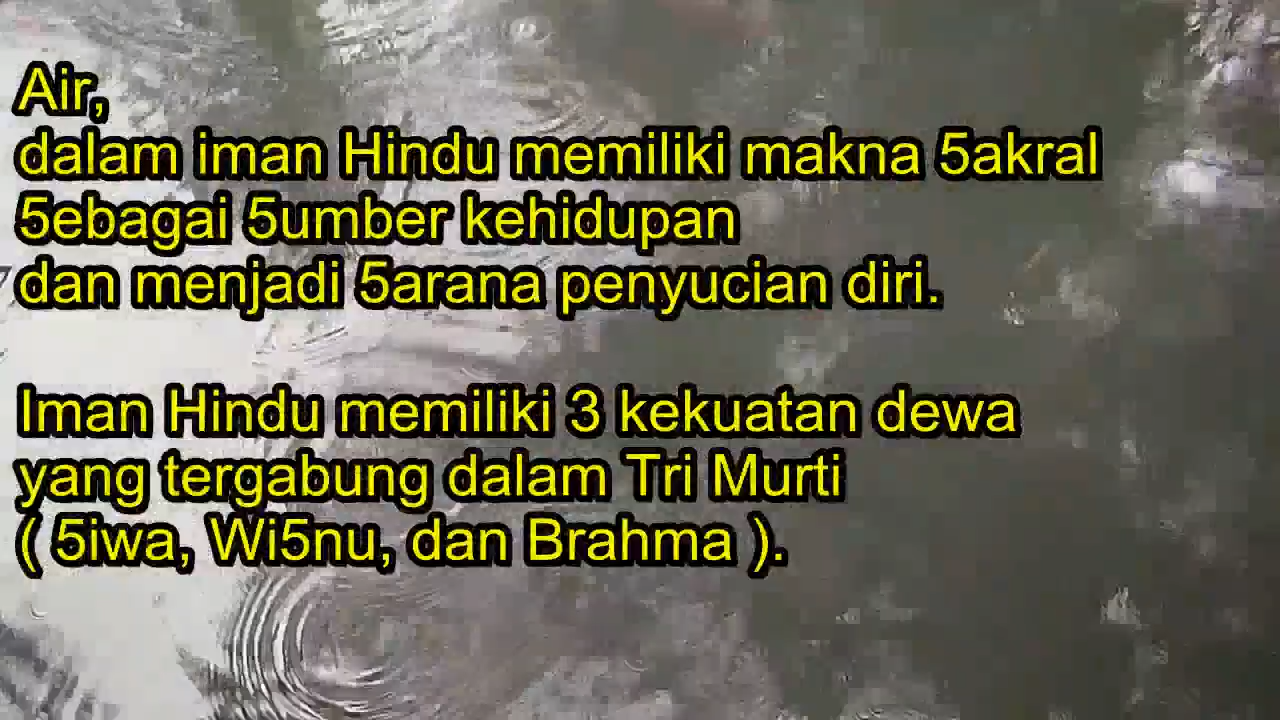 Air,
dalam iman Hindu memiliki makna 5akral
5ebagai 5umber kehidupan
dan menjadi 5arana penyucian diri.
Iman Hindu memiliki 3 kekuatan dewa
yang tergabung dalam Tri Murti
( 5iwa, Wi5nu, dan Brahma ).